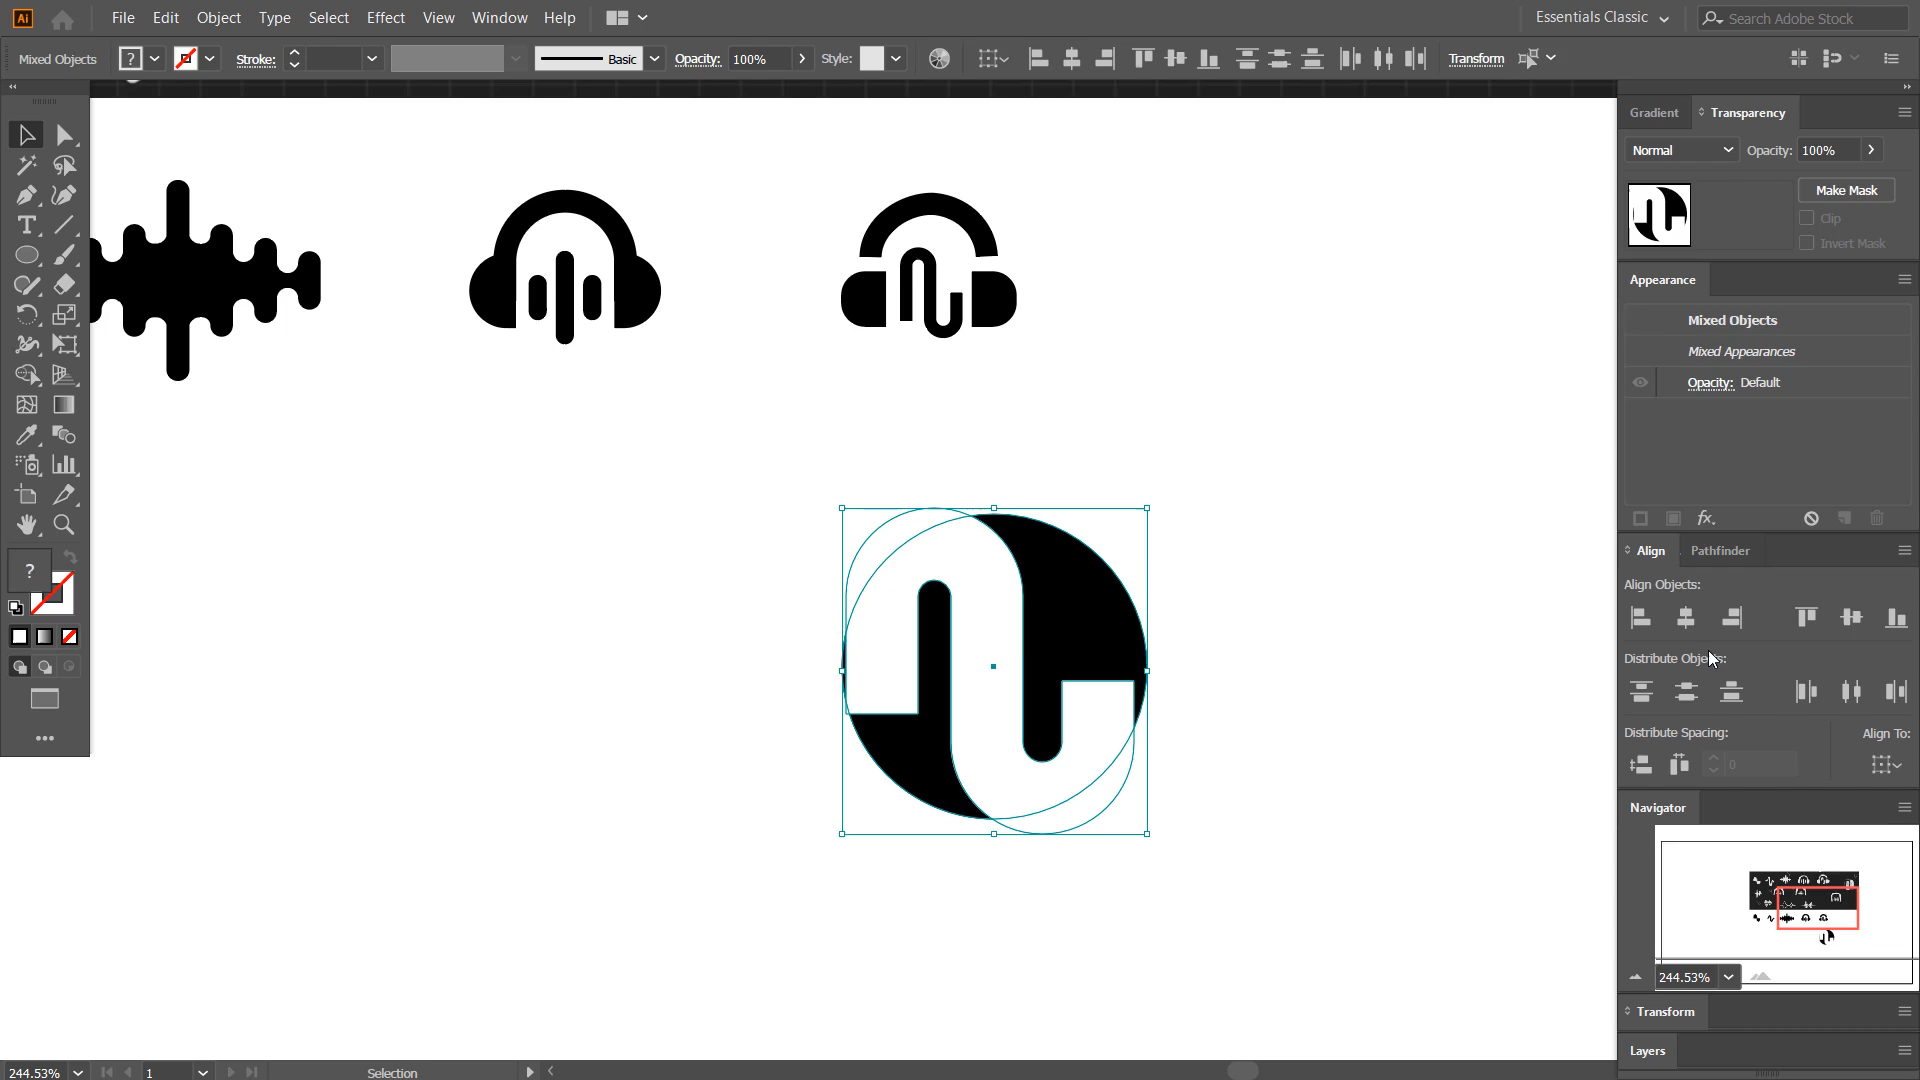 Ai File Edit Object Type Select Effect View Window Help Essentials Classic Search Adobe Stock
Mixed Objects ? Stroke: Basic Opacity: 100% Style: Transform
Gradient Transparency
Normal Opacity: 100%
Make Mask
Clip
Invert Mask
Appearance
Mixed Objects
Mixed Appearances
Opacity: Default
fx.
Align Pathfinder
Align Objects:
Distribute Objects:
Distribute Spacing: Align To:
0
Navigator
244.53%
Transform
Layers
T
?
244.53% 1 Selection